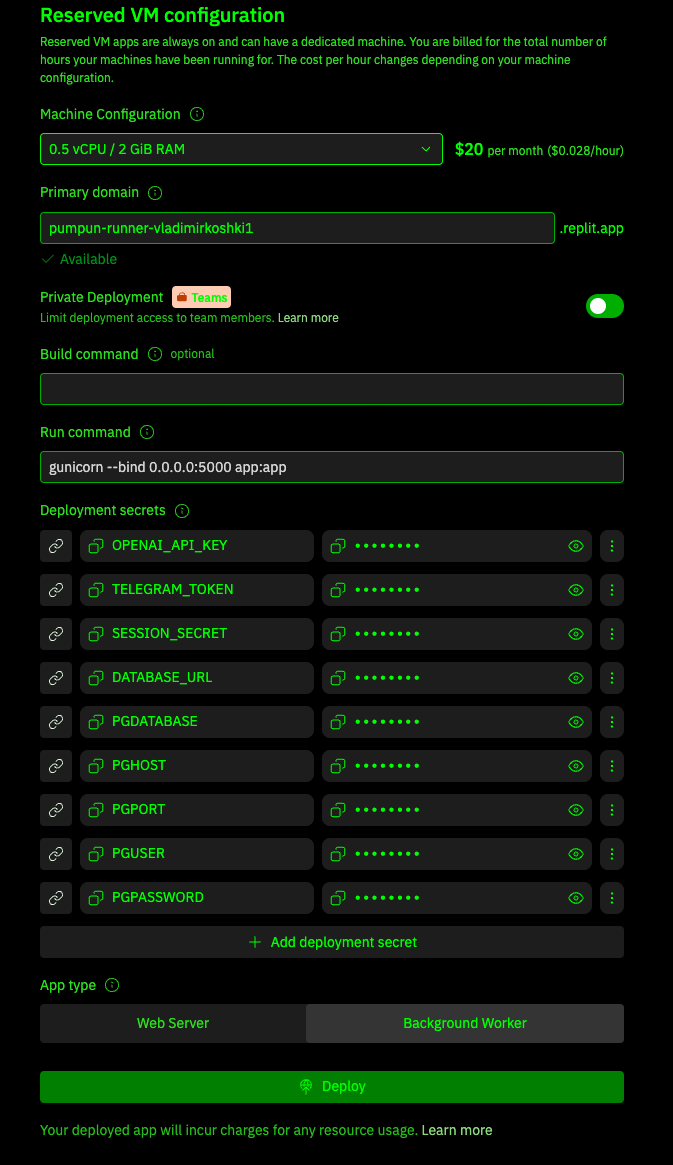 Reserved VM configuration
Reserved VM apps are always on and can have a dedicated machine. You are billed for the total number of
hours your machines have been running for. The cost per hour changes depending on your machine
configuration.
Machine Configuration
0.5 vCPU / 2 GiB RAM
$20 per month ($0.028/hour)
Primary domain
pumpun-runner-vladimirkoshki1
.replit.app
Available
Private Deployment Teams
Limit deployment access to team members. Learn more
Build command optional
Run command
gunicorn --bind 0.0.0.0:5000 app:app
Deployment secrets
OPENAI_API_KEY ••••••••
TELEGRAM_TOKEN ••••••••
SESSION_SECRET ••••••••
DATABASE_URL ••••••••
PGDATABASE ••••••••
PGHOST ••••••••
PGPORT ••••••••
PGUSER ••••••••
PGPASSWORD ••••••••
+ Add deployment secret
App type
Web Server Background Worker
Deploy
Your deployed app will incur charges for any resource usage. Learn more